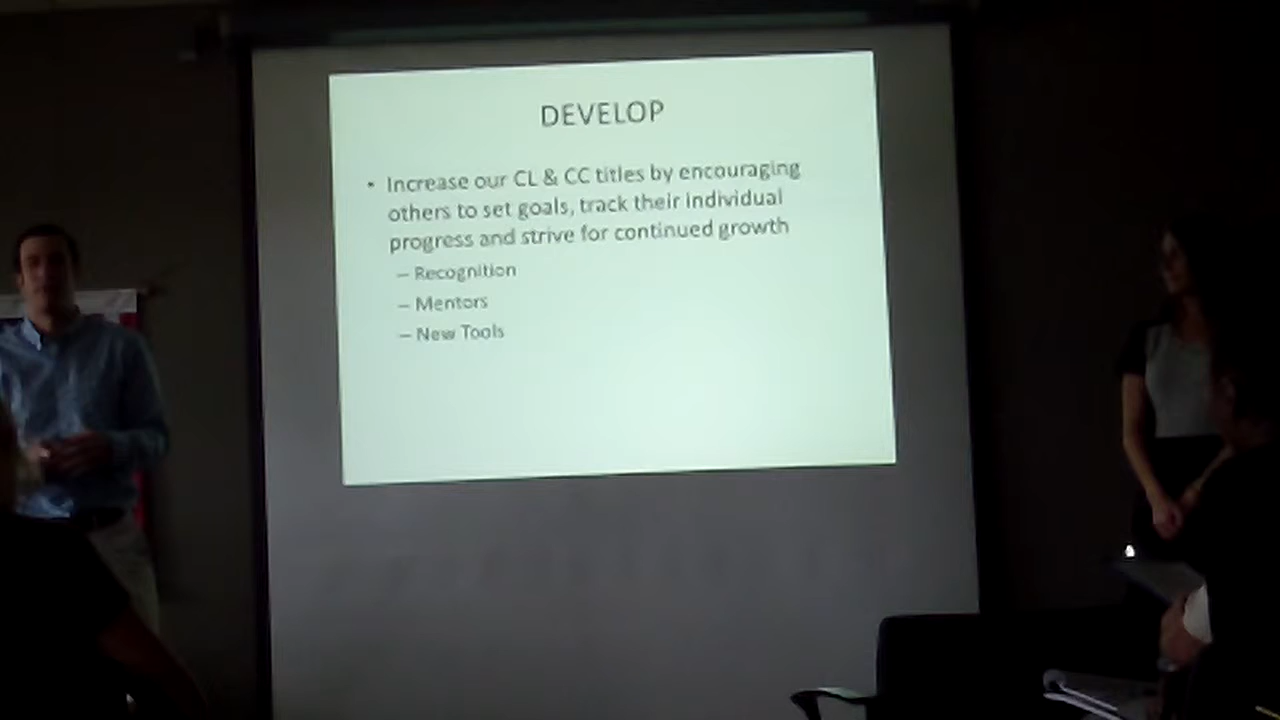 DEVELOP
• Increase our CL & CC titles by encouraging
others to set goals, track their individual
progress and strive for continued growth
– Recognition
– Mentors
– New Tools